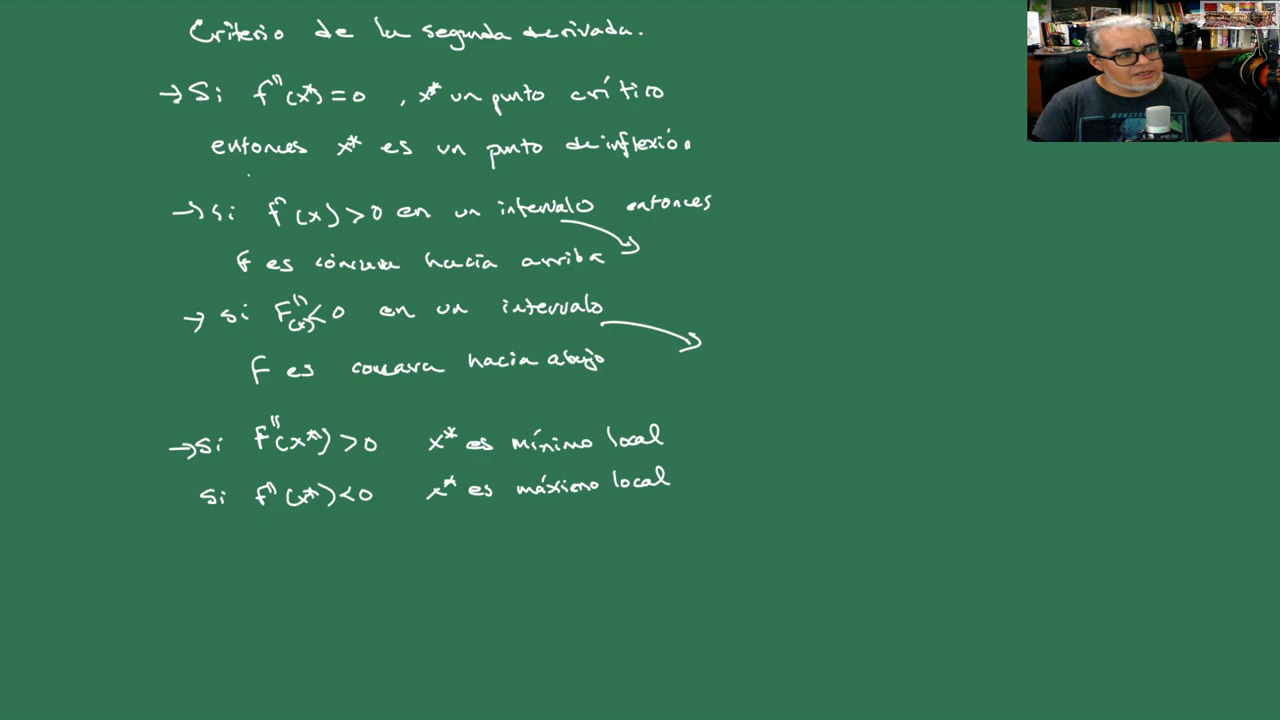 Criterio de la segunda derivada.
→ Si f''(x*) = 0 , x* un punto crítico
entonces x* es un punto de inflexión
→ Si f''(x) > 0 en un intervalo entonces
F es cóncava hacia arriba
→ Si F''(x) < 0 en un intervalo
F es concava hacia abajo
→ Si f''(x*) > 0 x* es mínimo local
Si f''(x*) < 0 x* es máximo local